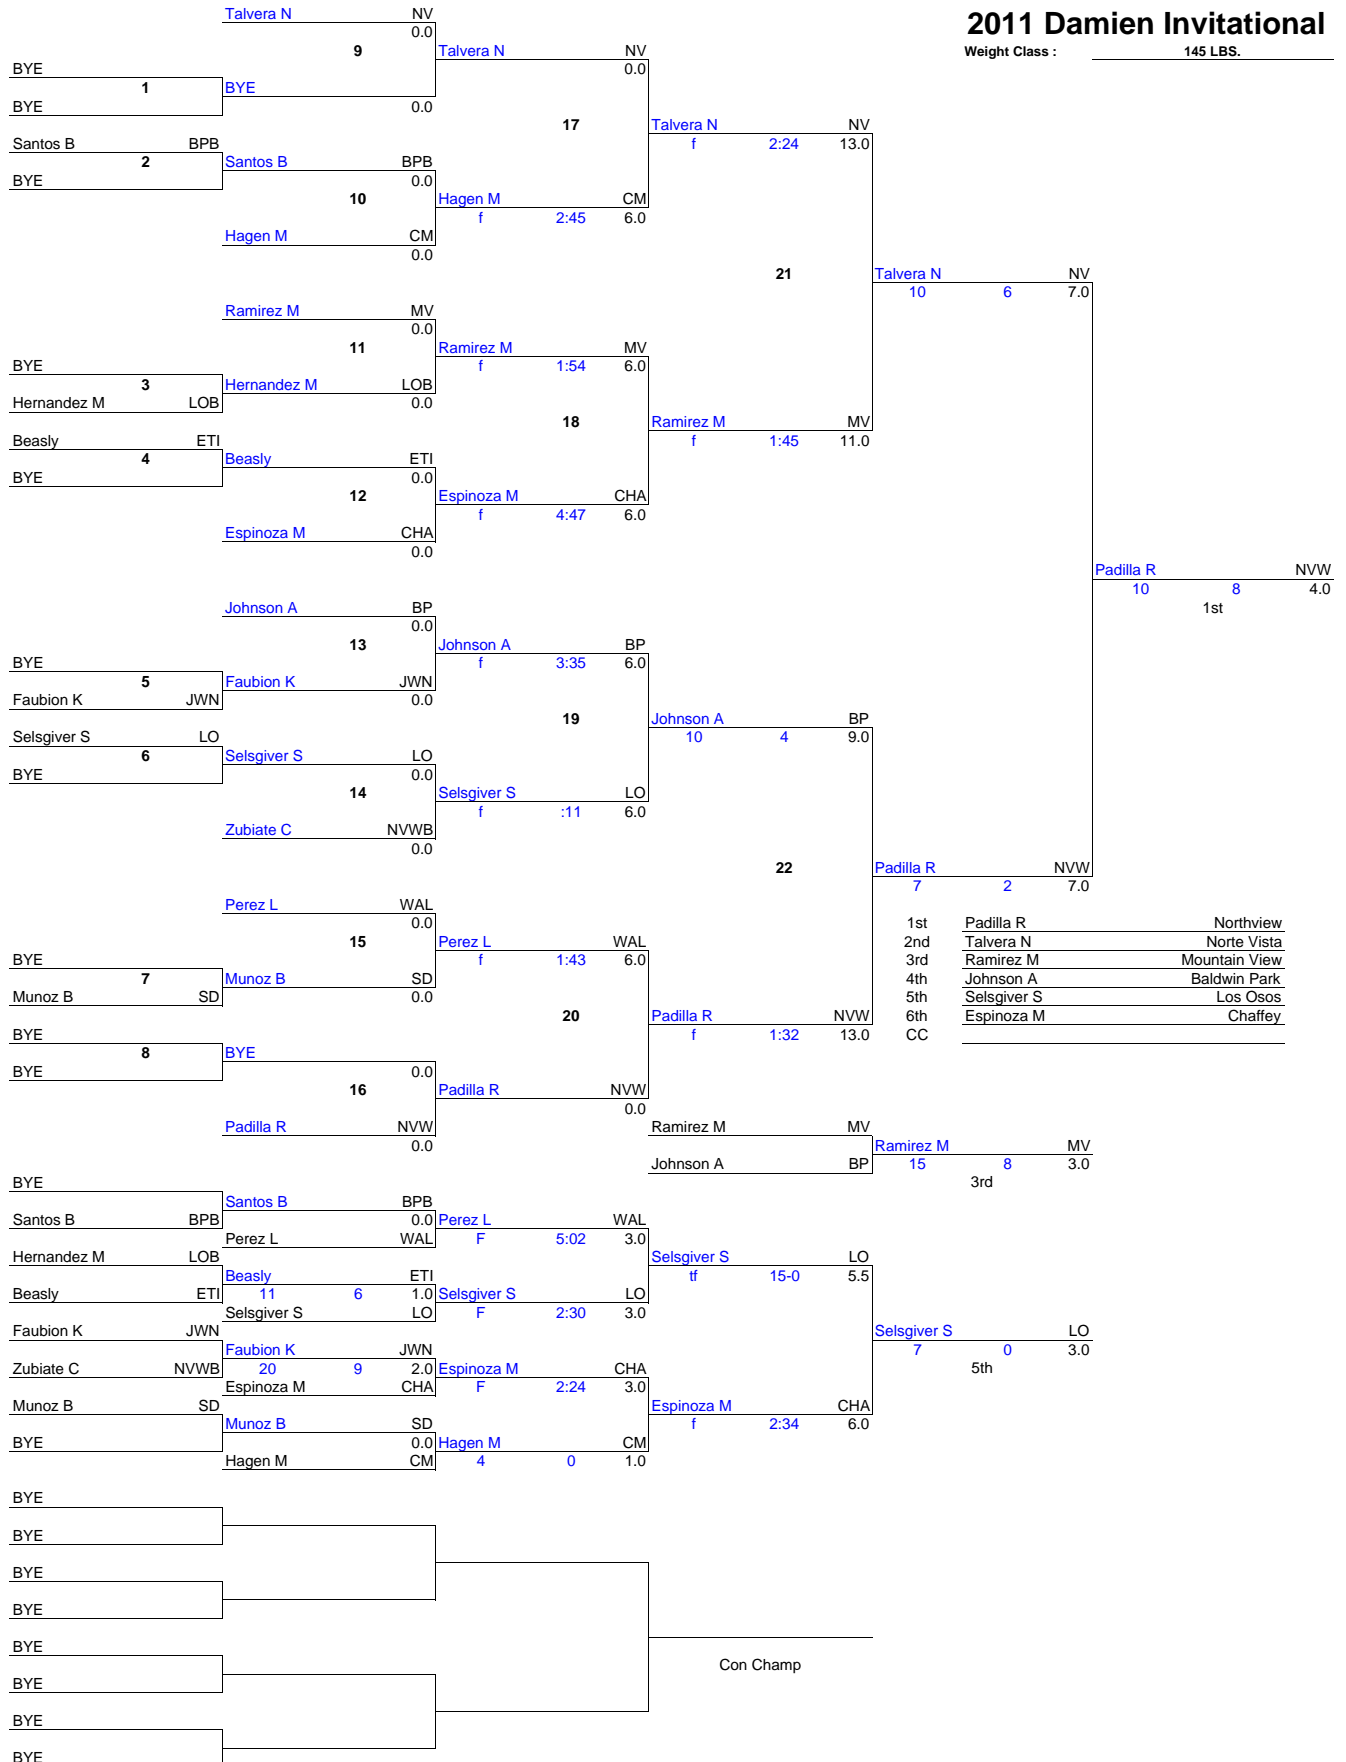 2011 Damien Invitational
Weight Class : 145 LBS.
Talvera N NV
0.0
9
Talvera N NV
0.0
BYE
1
BYE
BYE
0.0
17
Talvera N NV
f 2:24 13.0
Santos B BPB
2
BYE
Santos B BPB
0.0
10
Hagen M CM
f 2:45 6.0
Hagen M CM
0.0
21
Talvera N NV
10 6 7.0
Ramirez M MV
0.0
11
Ramirez M MV
f 1:54 6.0
BYE
3
Hernandez M LOB
Hernandez M LOB
0.0
18
Ramirez M MV
f 1:45 11.0
Beasly ETI
4
BYE
Beasly ETI
0.0
12
Espinoza M CHA
f 4:47 6.0
Espinoza M CHA
0.0
Padilla R NVW
10 8 4.0
1st
Johnson A BP
0.0
13
Johnson A BP
f 3:35 6.0
BYE
5
Faubion K JWN
Faubion K JWN
0.0
19
Johnson A BP
10 4 9.0
Selsgiver S LO
6
BYE
Selsgiver S LO
0.0
14
Selsgiver S LO
f :11 6.0
Zubiate C NVWB
0.0
22
Padilla R NVW
7 2 7.0
Perez L WAL
0.0
15
Perez L WAL
f 1:43 6.0
BYE
7
Munoz B SD
Munoz B SD
0.0
20
Padilla R NVW
f 1:32 13.0
BYE
8
BYE
BYE
0.0
16
Padilla R NVW
0.0
Padilla R NVW
0.0
1st Padilla R Northview
2nd Talvera N Norte Vista
3rd Ramirez M Mountain View
4th Johnson A Baldwin Park
5th Selsgiver S Los Osos
6th Espinoza M Chaffey
CC
Ramirez M MV
Johnson A BP
Ramirez M MV
15 8 3.0
3rd
BYE
Santos B BPB
Santos B BPB
0.0
Perez L WAL
Perez L WAL
F 5:02 3.0
Hernandez M LOB
Beasly ETI
Beasly ETI
11 6 1.0
Selsgiver S LO
Selsgiver S LO
F 2:30 3.0
Selsgiver S LO
tf 15-0 5.5
Faubion K JWN
Zubiate C NVWB
Faubion K JWN
20 9 2.0
Espinoza M CHA
Espinoza M CHA
F 2:24 3.0
Selsgiver S LO
7 0 3.0
5th
Munoz B SD
BYE
Munoz B SD
0.0
Hagen M CM
Hagen M CM
4 0 1.0
Espinoza M CHA
f 2:34 6.0
BYE
BYE
BYE
BYE
BYE
BYE
BYE
BYE
Con Champ